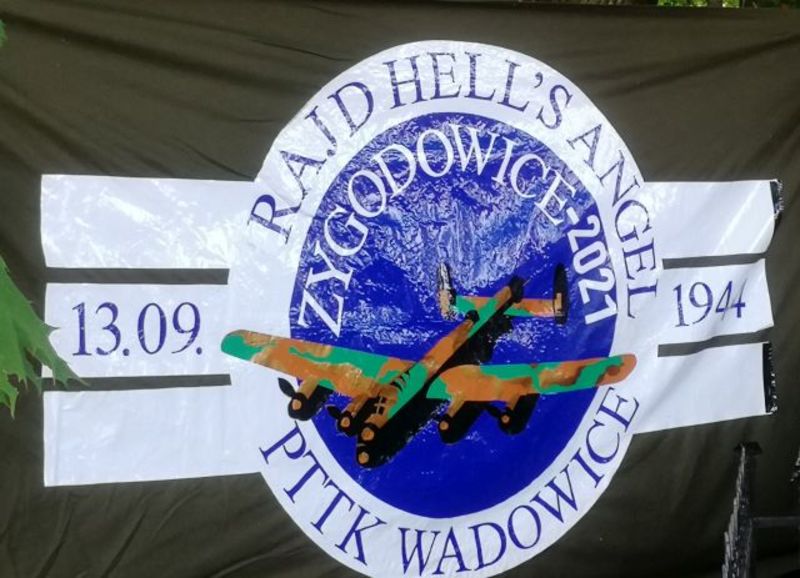 RAJD HELL'S ANGEL
ZYGODOWICE-2021
13.09.
1944
PTTK WADOWICE